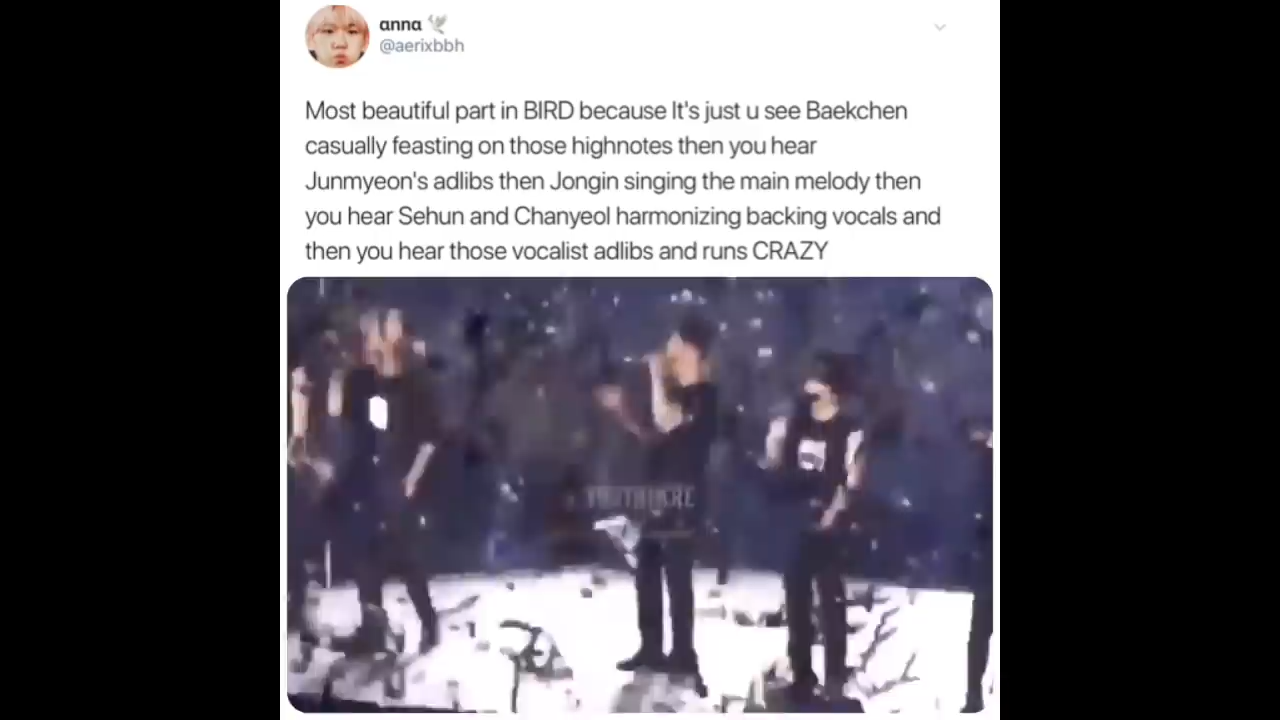 anna 🕊
@aerixbbh
Most beautiful part in BIRD because It's just u see Baekchen
casually feasting on those highnotes then you hear
Junmyeon's adlibs then Jongin singing the main melody then
you hear Sehun and Chanyeol harmonizing backing vocals and
then you hear those vocalist adlibs and runs CRAZY